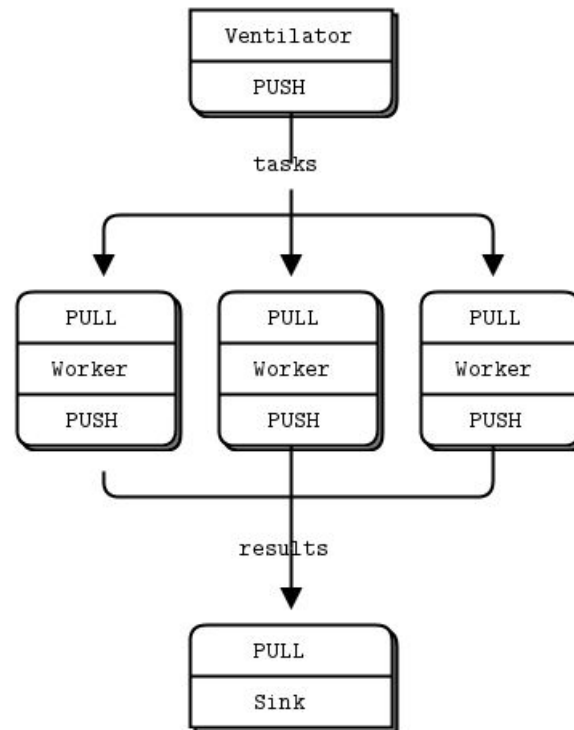 Ventilator
PUSH
tasks
PULL PULL PULL
Worker Worker Worker
PUSH PUSH PUSH
results
PULL
Sink